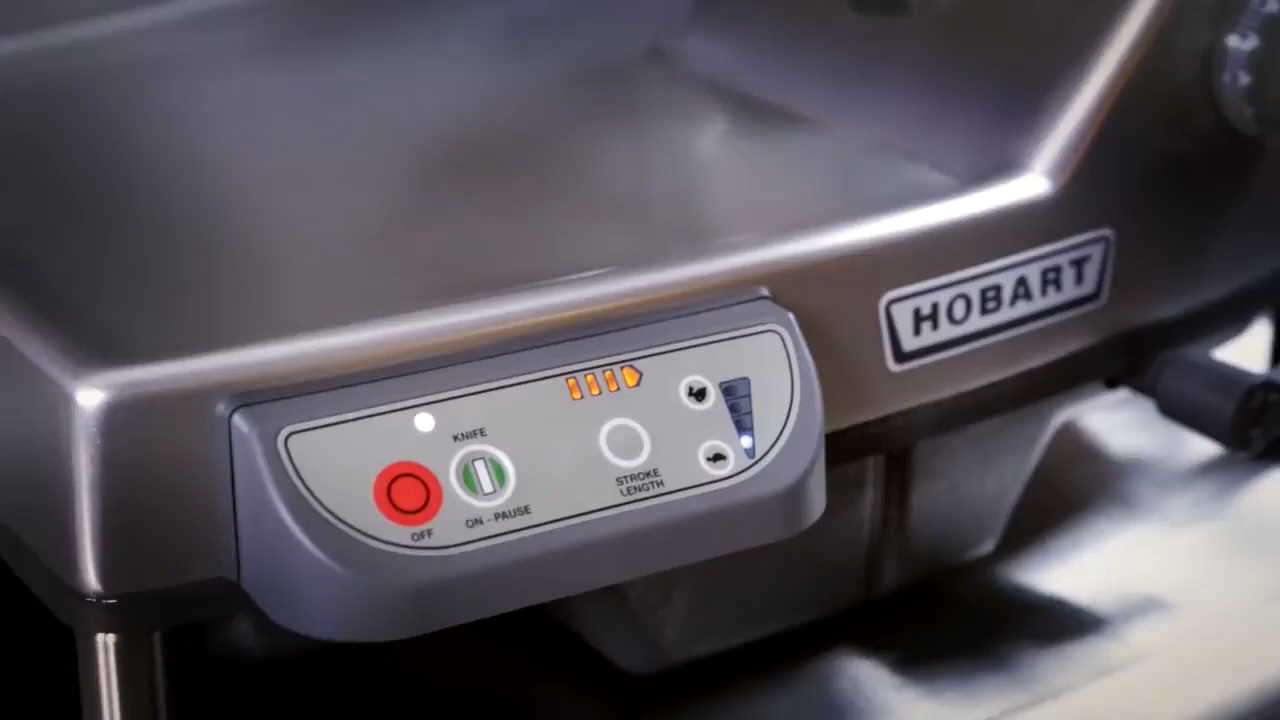 HOBART
KNIFE
ON - PAUSE
OFF
STROKE
LENGTH